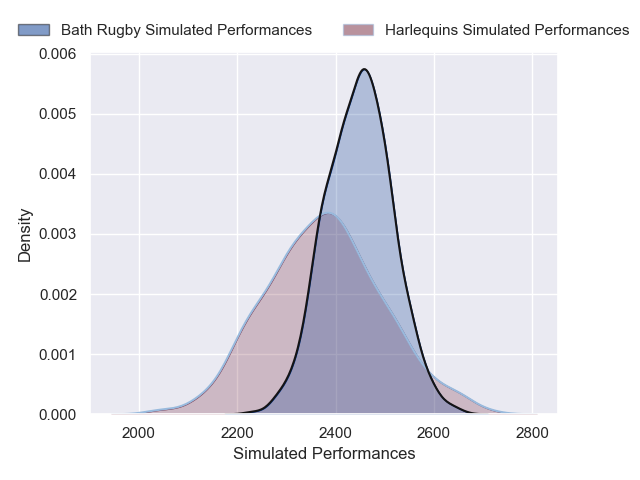 Bath Rugby Simulated Performances Harlequins Simulated Performances
0.006
0.005
0.004
0.003
0.002
0.001
0.000
Density
2000 2200 2400 2600 2800
Simulated Performances